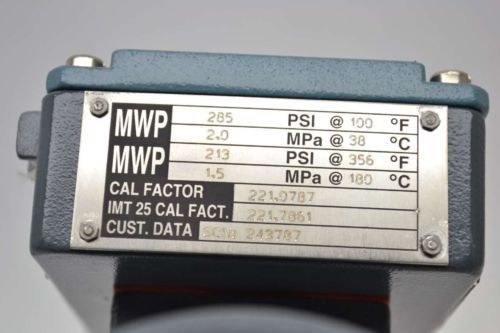 MWP 285 PSI @ 100 °F
2.0 MPa @ 38 °C
MWP 213 PSI @ 356 °F
1.5 MPa @ 180 °C
CAL FACTOR 221.0787
IMT 25 CAL FACT. 221.7861
CUST. DATA 243787